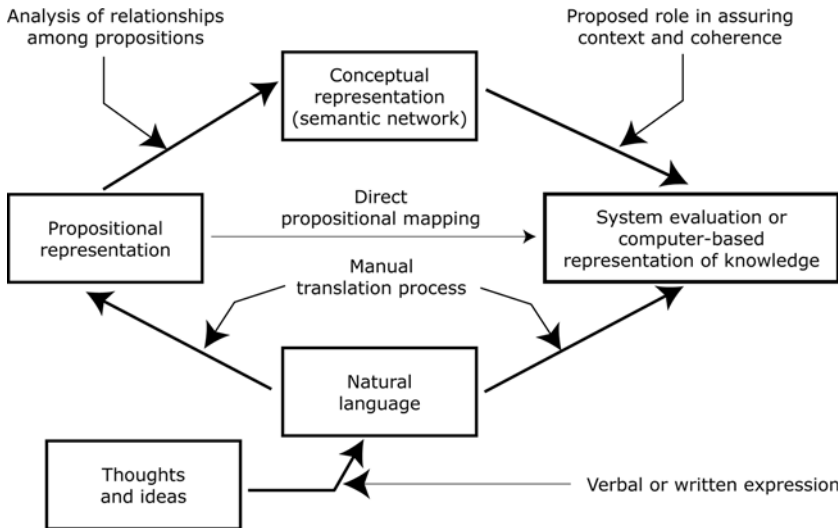 Analysis of relationships
among propositions
Proposed role in assuring
context and coherence
Conceptual
representation
(semantic network)
Propositional
representation
Direct
propositional mapping
System evaluation or
computer-based
representation of knowledge
Manual
translation process
Natural
language
Thoughts
and ideas
Verbal or written expression